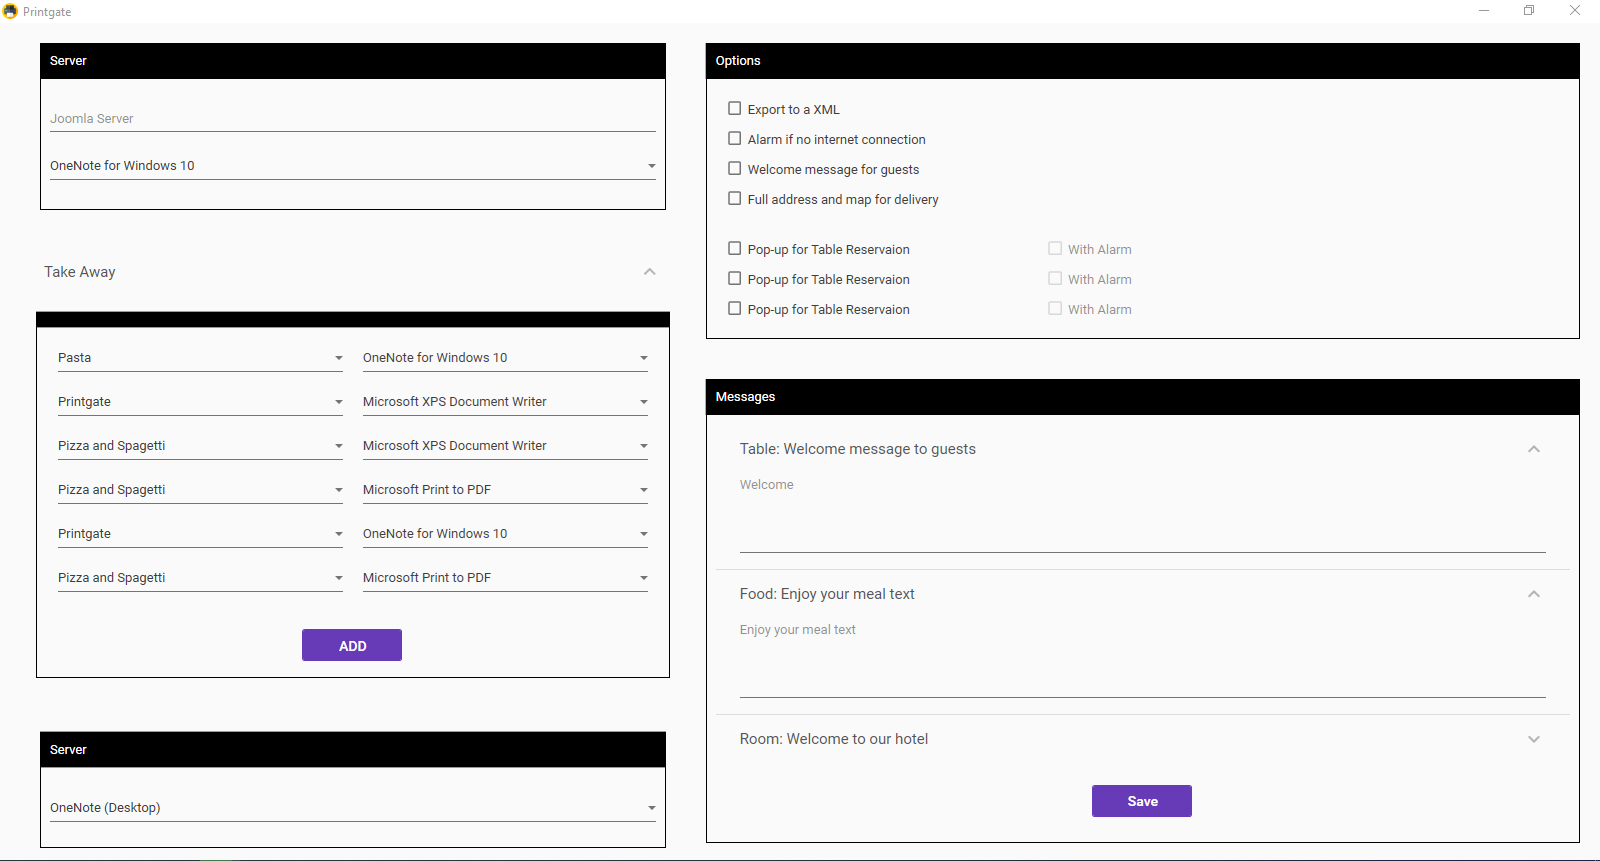 Printgate
Server
Joomla Server
OneNote for Windows 10
Take Away
Pasta OneNote for Windows 10
Printgate Microsoft XPS Document Writer
Pizza and Spagetti Microsoft XPS Document Writer
Pizza and Spagetti Microsoft Print to PDF
Printgate OneNote for Windows 10
Pizza and Spagetti Microsoft Print to PDF
ADD
Server
OneNote (Desktop)
Options
Export to a XML
Alarm if no internet connection
Welcome message for guests
Full address and map for delivery
Pop-up for Table Reservaion With Alarm
Pop-up for Table Reservaion With Alarm
Pop-up for Table Reservaion With Alarm
Messages
Table: Welcome message to guests
Welcome
Food: Enjoy your meal text
Enjoy your meal text
Room: Welcome to our hotel
Save